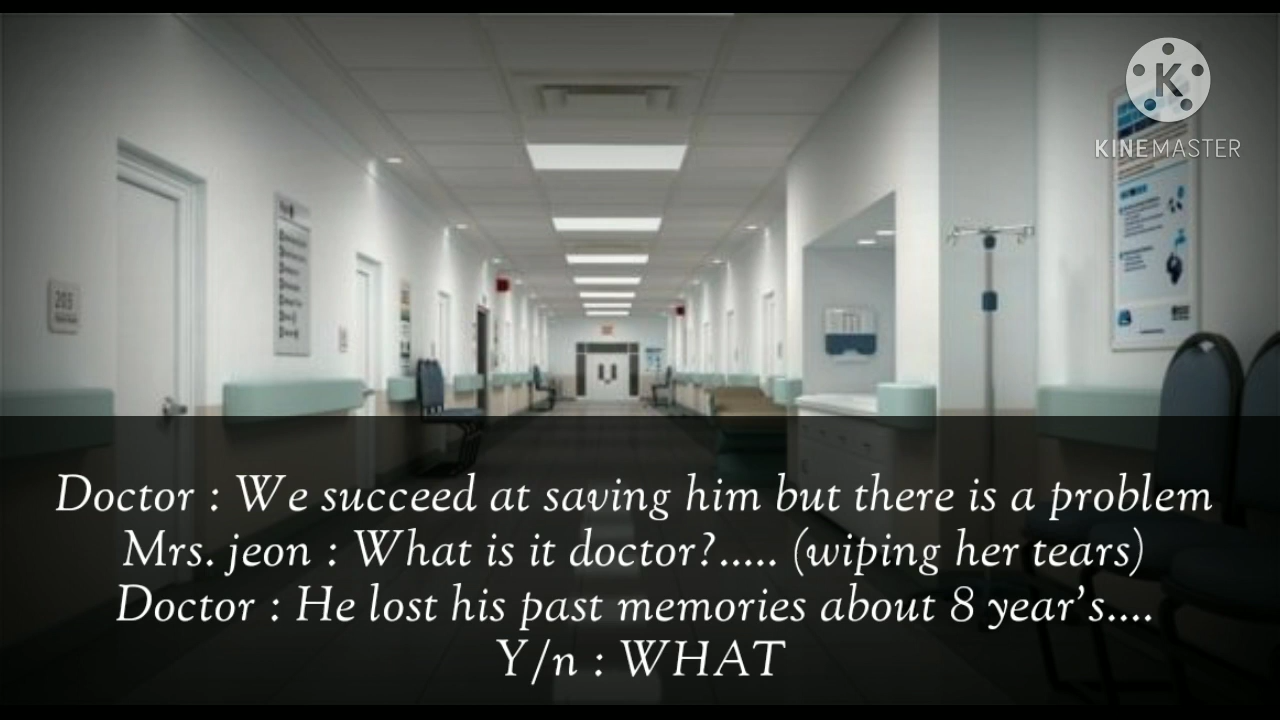 KINEMASTER
203
Doctor : We succeed at saving him but there is a problem
Mrs. jeon : What is it doctor?..... (wiping her tears)
Doctor : He lost his past memories about 8 year's....
Y/n : WHAT